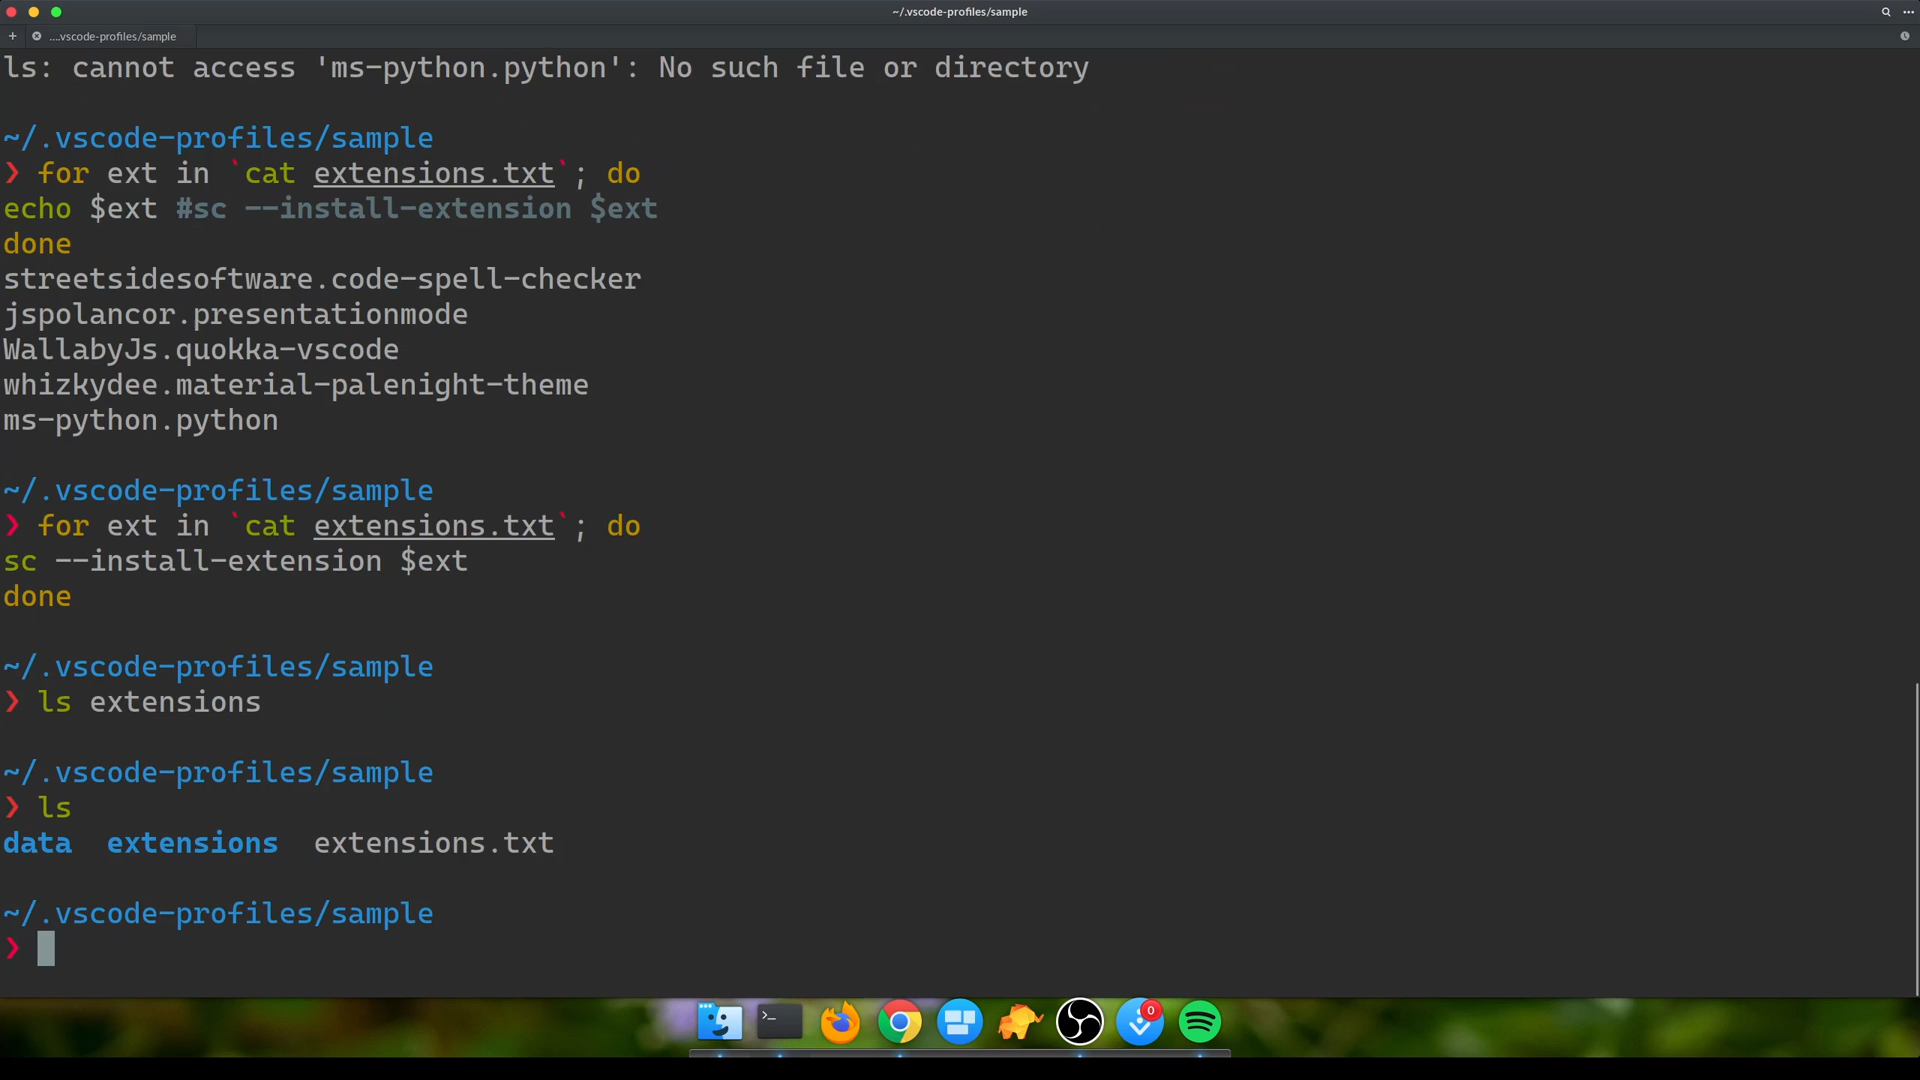 ~/.vscode-profiles/sample
....vscode-profiles/sample
ls: cannot access 'ms-python.python': No such file or directory
~/.vscode-profiles/sample
❯ for ext in `cat extensions.txt`; do
echo $ext #sc --install-extension $ext
done
streetsidesoftware.code-spell-checker
jspolancor.presentationmode
WallabyJs.quokka-vscode
whizkydee.material-palenight-theme
ms-python.python
~/.vscode-profiles/sample
❯ for ext in `cat extensions.txt`; do
sc --install-extension $ext
done
~/.vscode-profiles/sample
❯ ls extensions
~/.vscode-profiles/sample
❯ ls
data extensions extensions.txt
~/.vscode-profiles/sample
❯
>_
0